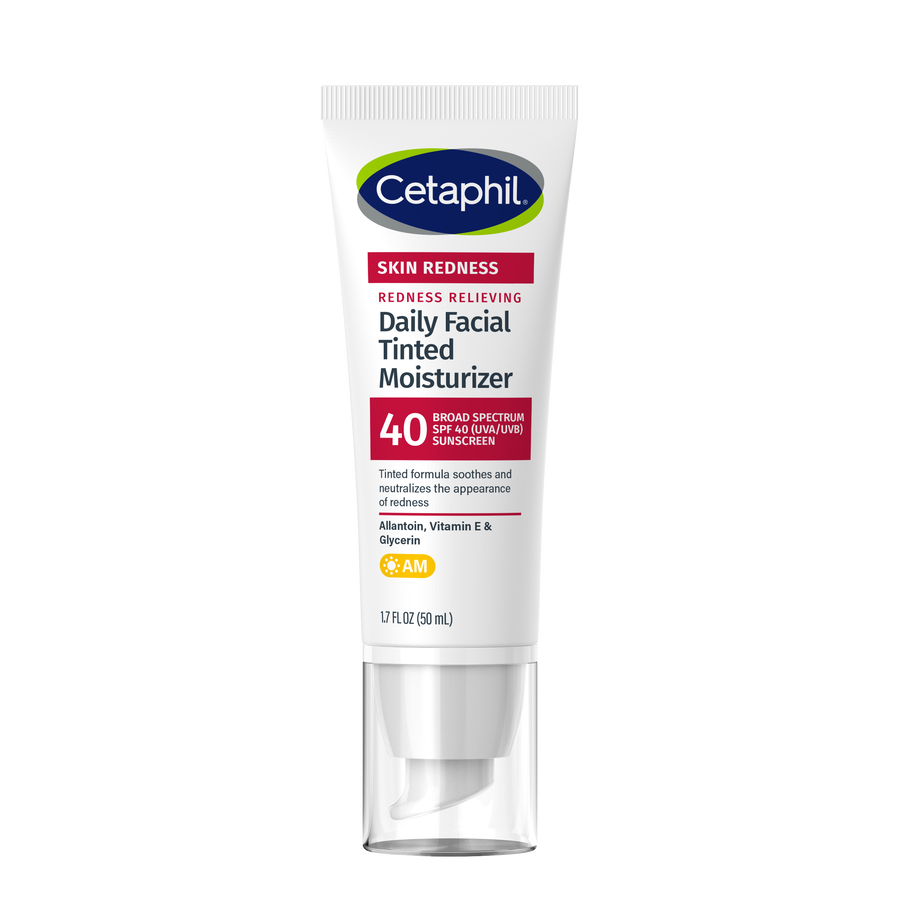 Cetaphil®
SKIN REDNESS
REDNESS RELIEVING
Daily Facial
Tinted
Moisturizer
40
BROAD SPECTRUM
SPF 40 (UVA/UVB)
SUNSCREEN
Tinted formula soothes and
neutralizes the appearance
of redness
Allantoin, Vitamin E &
Glycerin
AM
1.7 FL OZ (50 mL)